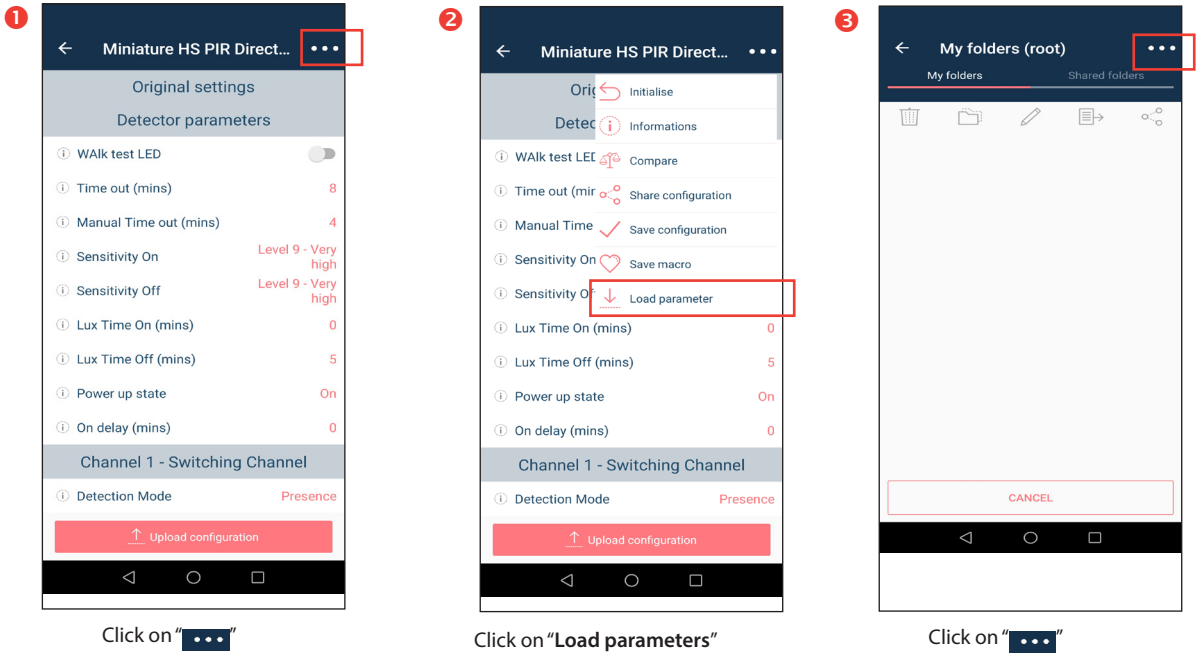 1
Miniature HS PIR Direct...
Original settings
Detector parameters
WAlk test LED
Time out (mins) 8
Manual Time out (mins) 4
Sensitivity On Level 9 - Very
high
Sensitivity Off Level 9 - Very
high
Lux Time On (mins) 0
Lux Time Off (mins) 5
Power up state On
On delay (mins) 0
Channel 1 - Switching Channel
Detection Mode Presence
Upload configuration
Click on "..."
2
Miniature HS PIR Direct...
Orig
Detec
Initialise
Informations
WAlk test LED
Compare
Time out (min
Share configuration
Manual Time
Save configuration
Sensitivity On
Save macro
Sensitivity Of
Load parameter
Lux Time On (mins) 0
Lux Time Off (mins) 5
Power up state On
On delay (mins) 0
Channel 1 - Switching Channel
Detection Mode Presence
Upload configuration
Click on "Load parameters"
3
My folders (root)
My folders Shared folders
CANCEL
Click on "..."